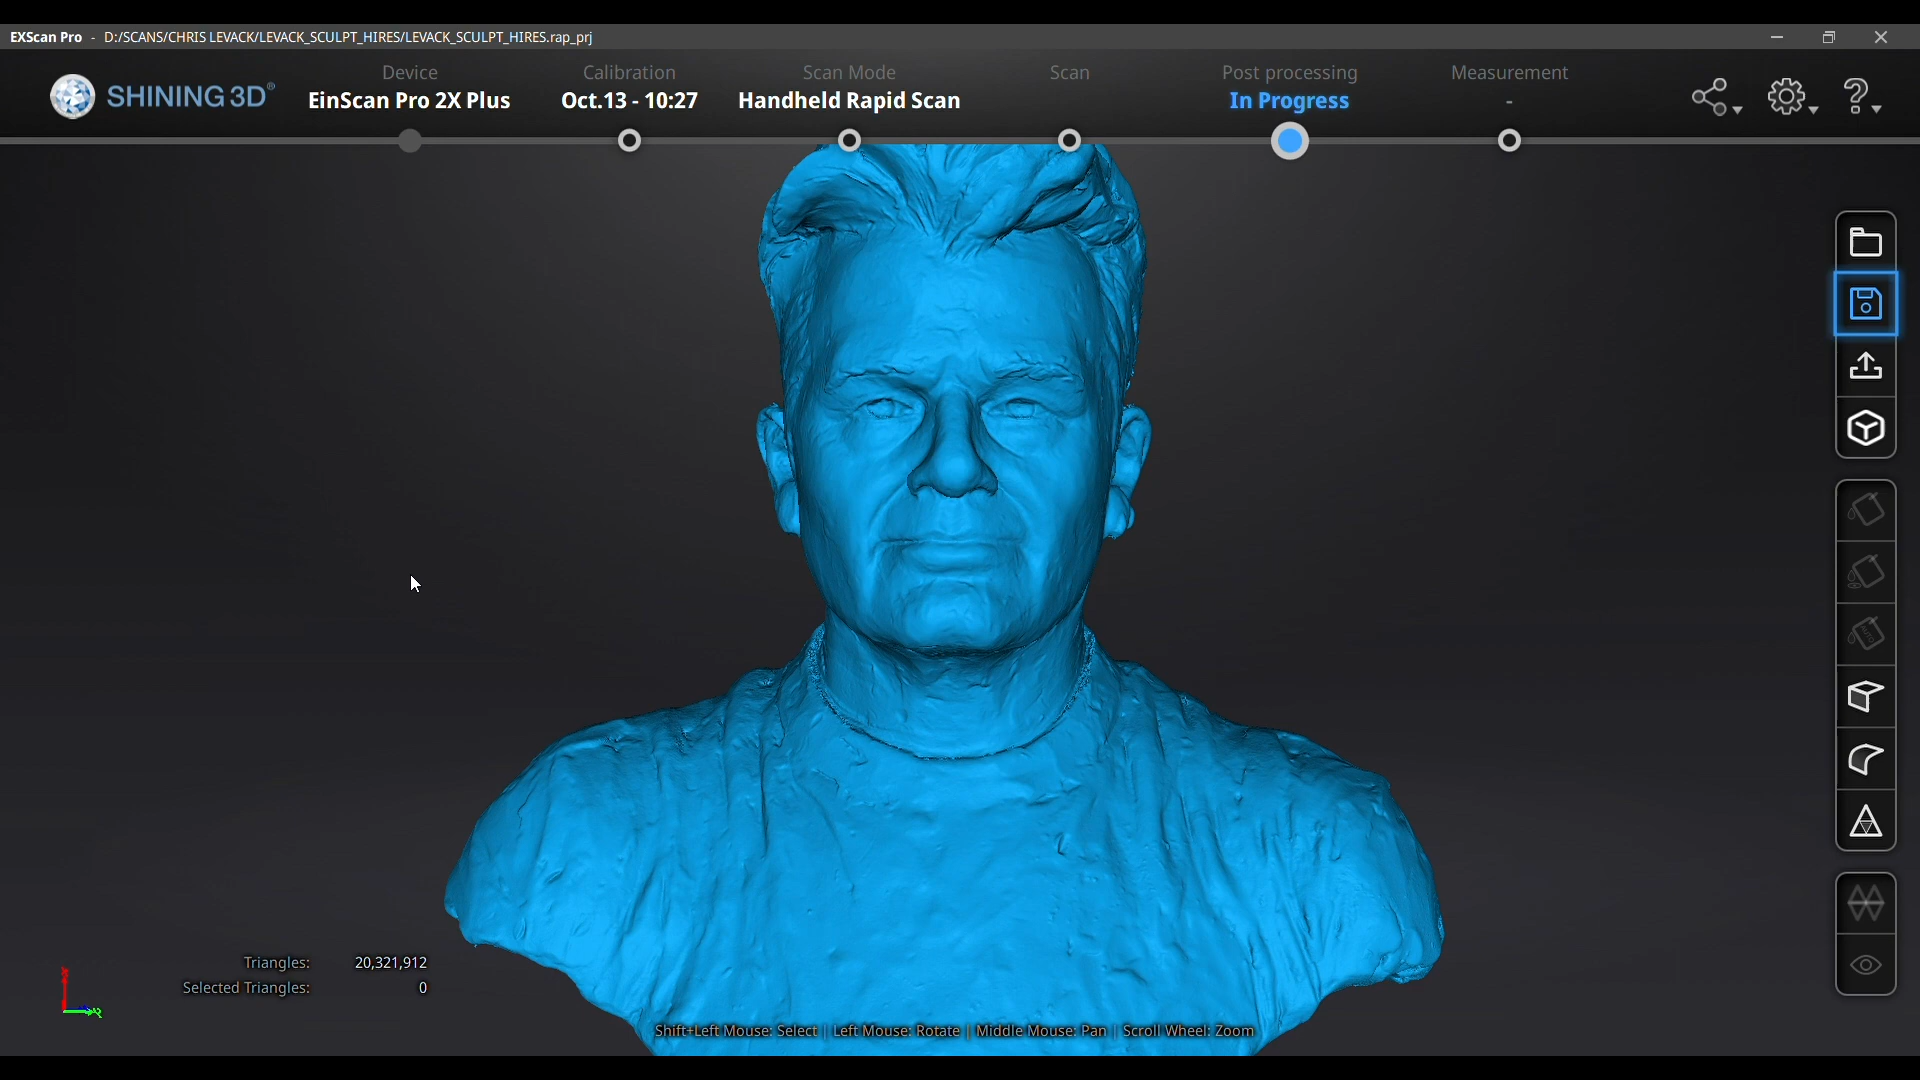 EXScan Pro - D:/SCANS/CHRIS LEVACK/LEVACK_SCULPT_HIRES/LEVACK_SCULPT_HIRES.rap_prj
SHINING 3D®
Device
EinScan Pro 2X Plus
Calibration
Oct.13 - 10:27
Scan Mode
Handheld Rapid Scan
Scan
Post processing
In Progress
Measurement
-
Triangles: 20,321,912
Selected Triangles: 0
Shift+Left Mouse: Select | Left Mouse: Rotate | Middle Mouse: Pan | Scroll Wheel: Zoom